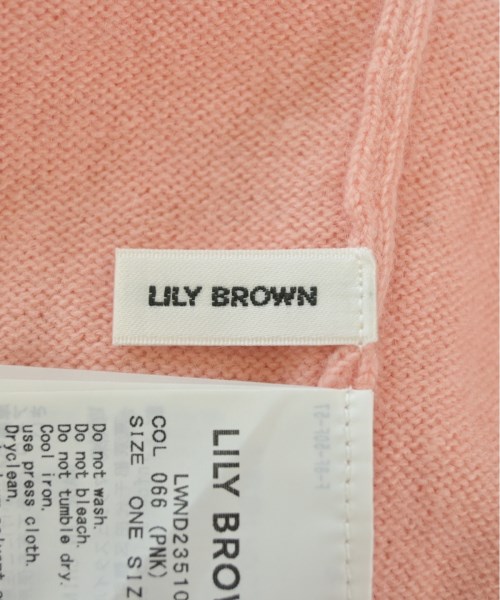 LILY BROWN
LILY BRO
LWND23510
COL 066 (PNK)
SIZE ONE SIZ
Do not wash.
Do not bleach.
Do not tumble dry.
Cool iron.
use press cloth.
Dryclean.